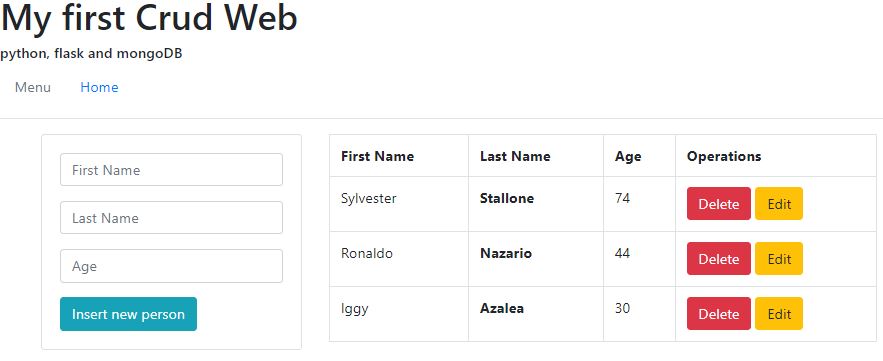 My first Crud Web
python, flask and mongoDB
Menu Home
First Name
Last Name
Age
Insert new person
First Name Last Name Age Operations
Sylvester Stallone 74 Delete Edit
Ronaldo Nazario 44 Delete Edit
Iggy Azalea 30 Delete Edit